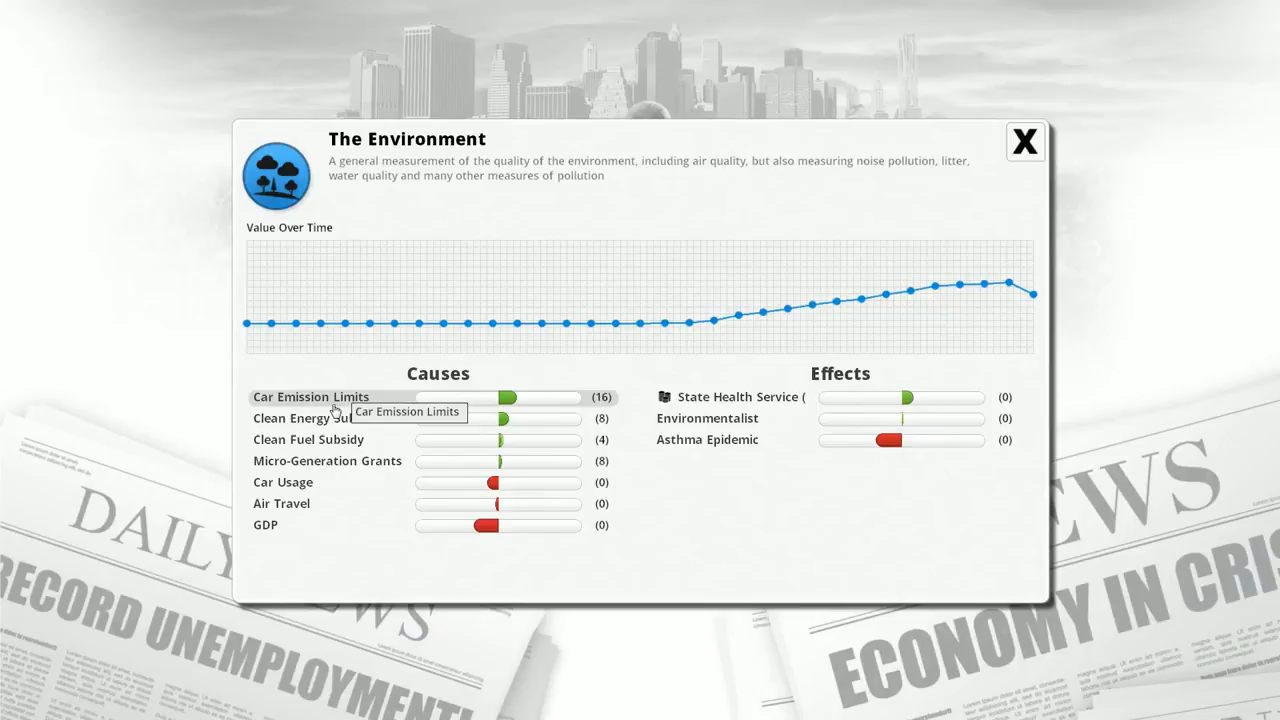 The Environment
X
A general measurement of the quality of the environment, including air quality, but also measuring noise pollution, litter,
water quality and many other measures of pollution
Value Over Time
Causes
Car Emission Limits (16)
Car Emission Limits
Clean Energy Su (8)
Clean Fuel Subsidy (4)
Micro-Generation Grants (8)
Car Usage (0)
Air Travel (0)
GDP (0)
Effects
State Health Service ( (0)
Environmentalist (0)
Asthma Epidemic (0)
DAILY
NEWS
RECORD UNEMPLOYMENT!
EWS
ECONOMY IN CRIS